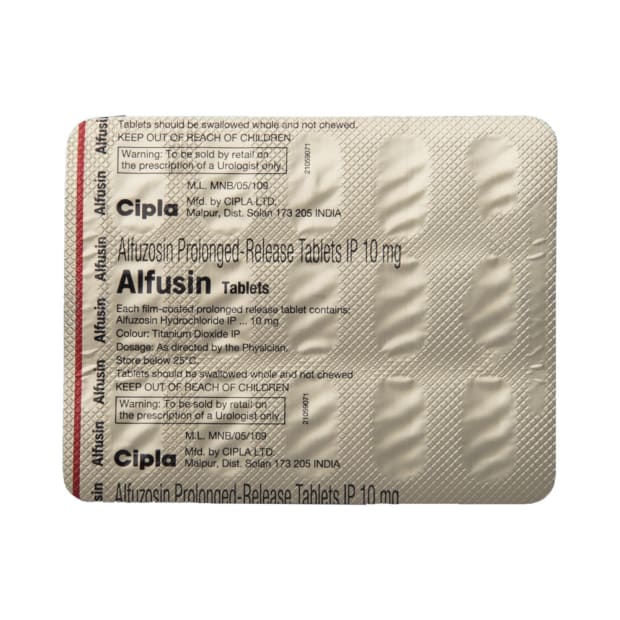 Tablets should be swallowed whole and not chewed.
KEEP OUT OF REACH OF CHILDREN
Warning: To be sold by retail on
the prescription of a Urologist only.
21059071
M.L. MNB/05/109
Cipla
Mfd. by CIPLA LTD.
Malpur, Dist. Solan 173 205 INDIA
Alfuzosin Prolonged-Release Tablets IP 10 mg
Alfusin Tablets
Each film-coated prolonged release tablet contains:
Alfuzosin Hydrochloride IP ... 10 mg
Colour: Titanium Dioxide IP
Dosage: As directed by the Physician.
Store below 25°C.
Tablets should be swallowed whole and not chewed
KEEP OUT OF REACH OF CHILDREN
Warning: To be sold by retail on
the prescription of a Urologist only.
21059071
M.L. MNB/05/109
Cipla
Mfd. by CIPLA LTD.
Malpur, Dist. Solan 173 205 INDIA
Alfuzosin Prolonged-Release Tablets IP 10 mg
Alfusi
Alfusin
Alfusin
Alfusin
Alfusin
Alfusin
sin